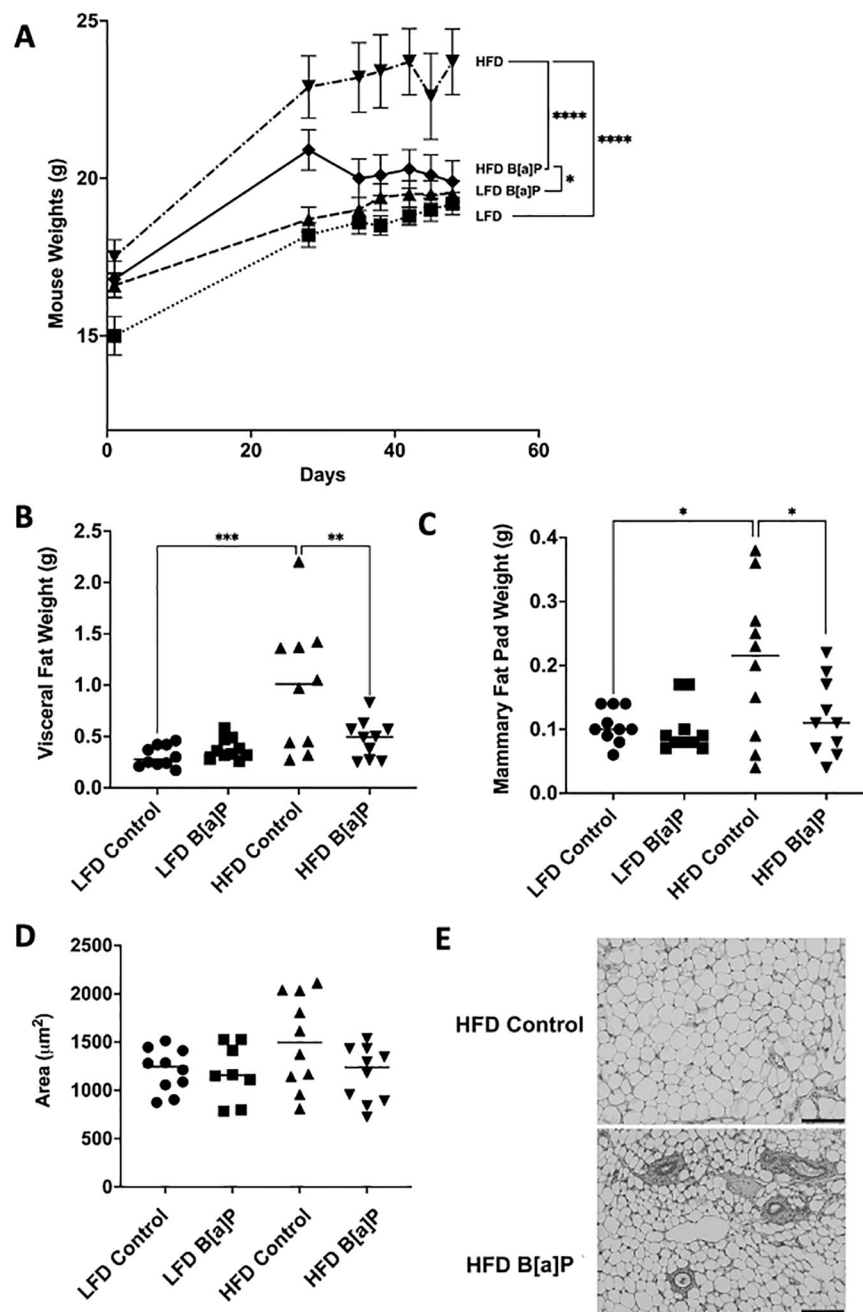 A
25
20
15
Mouse Weights (g)
0
20
40
60
Days
HFD
HFD B[a]P
LFD B[a]P
LFD
****
*
****
B
Visceral Fat Weight (g)
2.5
2.0
1.5
1.0
0.5
0.0
***
**
LFD Control
LFD B[a]P
HFD Control
HFD B[a]P
C
Mammary Fat Pad Weight (g)
0.4
0.3
0.2
0.1
0.0
*
*
LFD Control
LFD B[a]P
HFD Control
HFD B[a]P
D
Area (μm²)
2500
2000
1500
1000
500
0
LFD Control
LFD B[a]P
HFD Control
HFD B[a]P
E
HFD Control
HFD B[a]P